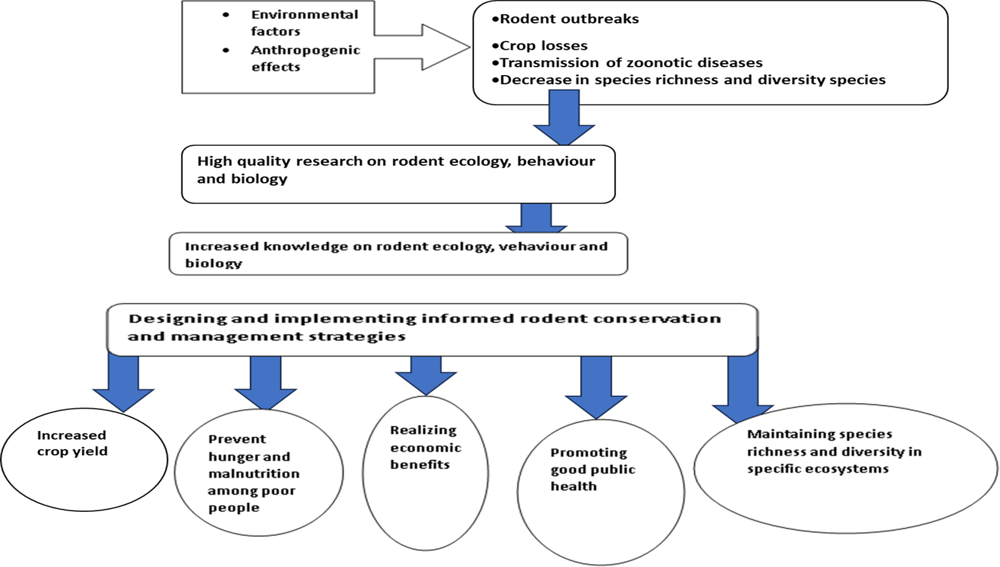 • Environmental
factors
• Anthropogenic
effects
•Rodent outbreaks
•Crop losses
•Transmission of zoonotic diseases
•Decrease in species richness and diversity species
High quality research on rodent ecology, behaviour
and biology
Increased knowledge on rodent ecology, vehaviour and
biology
Designing and implementing informed rodent conservation
and management strategies
Increased
crop yield
Prevent
hunger and
malnutrition
among poor
people
Realizing
economic
benefits
Promoting
good public
health
Maintaining species
richness and diversity in
specific ecosystems